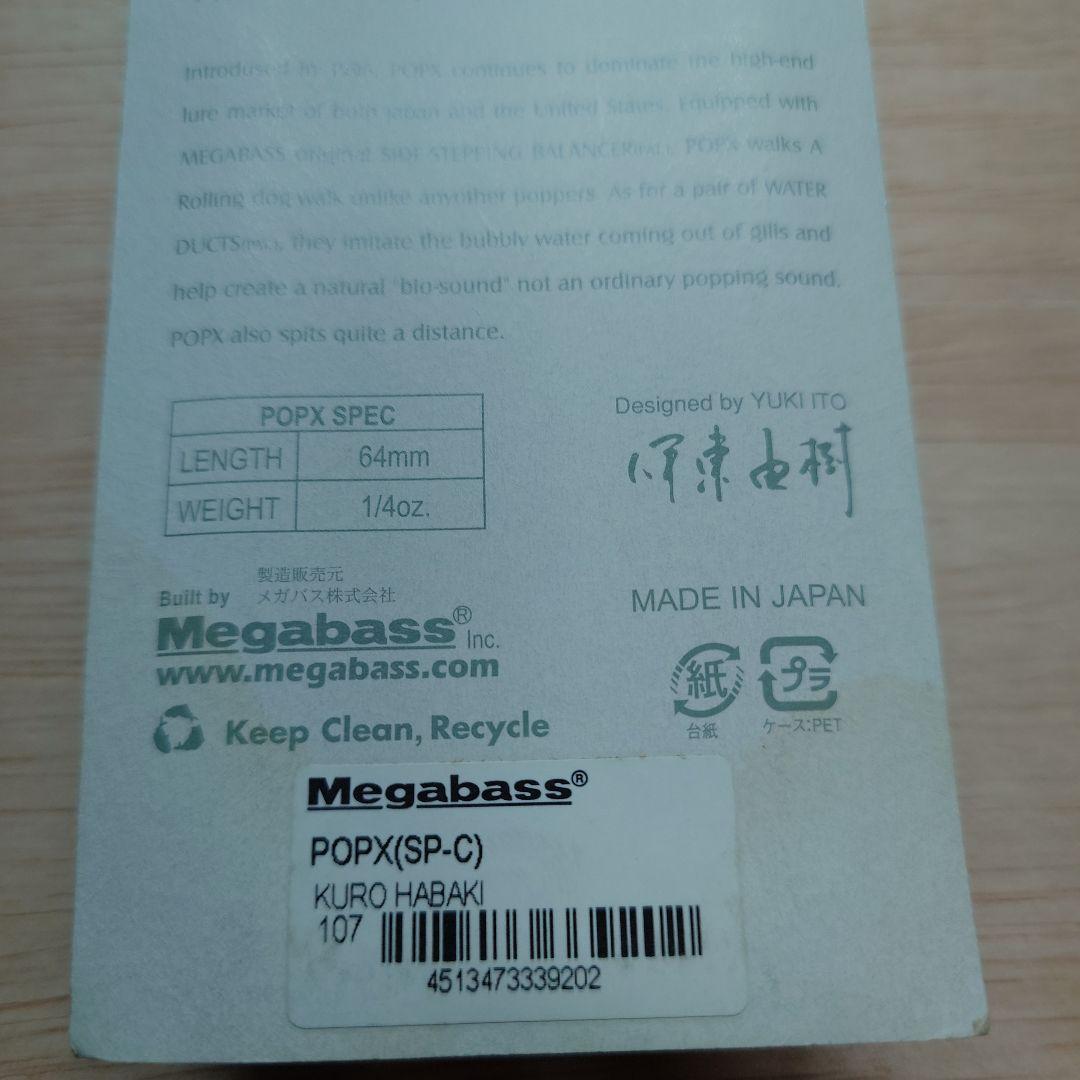 Introdused in 1996, POPX continues to dominate the high-end
lure market of both Japan and the United States. Equipped with
MEGABASS original SIDE-STEPPING BALANCER(PAT.), POPX walks A
Rolling dog walk unlike anyother poppers. As for a pair of WATER
DUCTS(PAT.), they imitate the bubbly water coming out of gills and
help create a natural "bio-sound" not an ordinary popping sound.
POPX also spits quite a distance.
POPX SPEC
LENGTH 64mm
WEIGHT 1/4oz.
Designed by YUKI ITO
伊東由樹
製造販売元
Built by メガバス株式会社
Megabass® Inc.
www.megabass.com
Keep Clean, Recycle
MADE IN JAPAN
紙 プラ
台紙 ケース:PET
Megabass®
POPX(SP-C)
KURO HABAKI
107
4513473339202